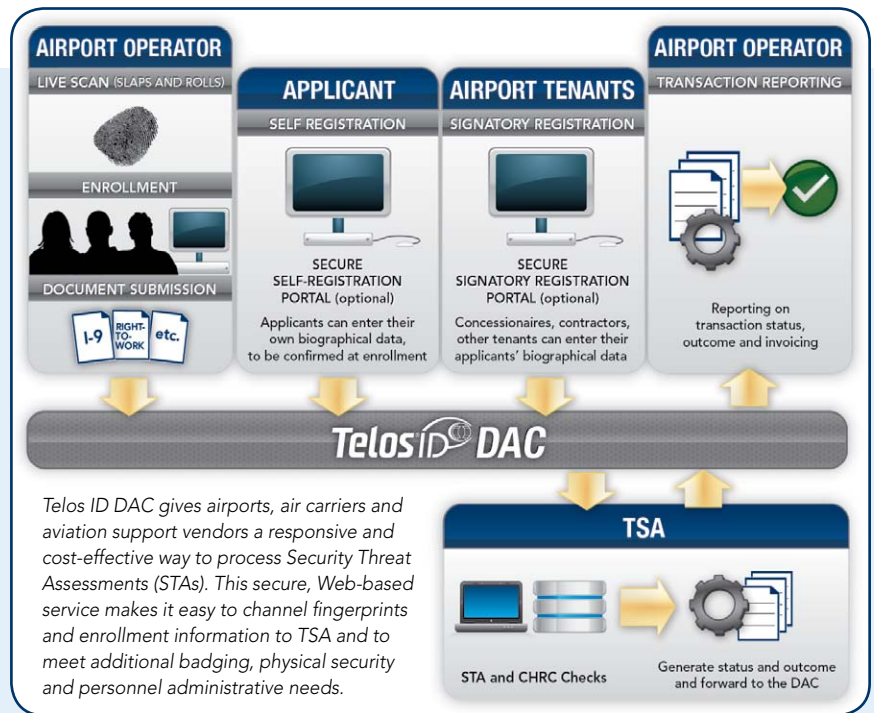 AIRPORT OPERATOR
LIVE SCAN (SLAPS AND ROLLS)
ENROLLMENT
DOCUMENT SUBMISSION
I-9
RIGHT-
TO-
WORK
etc.
APPLICANT
SELF REGISTRATION
SECURE
SELF-REGISTRATION
PORTAL (optional)
Applicants can enter their
own biographical data,
to be confirmed at enrollment
AIRPORT TENANTS
SIGNATORY REGISTRATION
SECURE
SIGNATORY REGISTRATION
PORTAL (optional)
Concessionaires, contractors,
other tenants can enter their
applicants' biographical data
AIRPORT OPERATOR
TRANSACTION REPORTING
Reporting on
transaction status,
outcome and invoicing
Telos ID DAC
Telos ID DAC gives airports, air carriers and
aviation support vendors a responsive and
cost-effective way to process Security Threat
Assessments (STAs). This secure, Web-based
service makes it easy to channel fingerprints
and enrollment information to TSA and to
meet additional badging, physical security
and personnel administrative needs.
TSA
STA and CHRC Checks
Generate status and outcome
and forward to the DAC